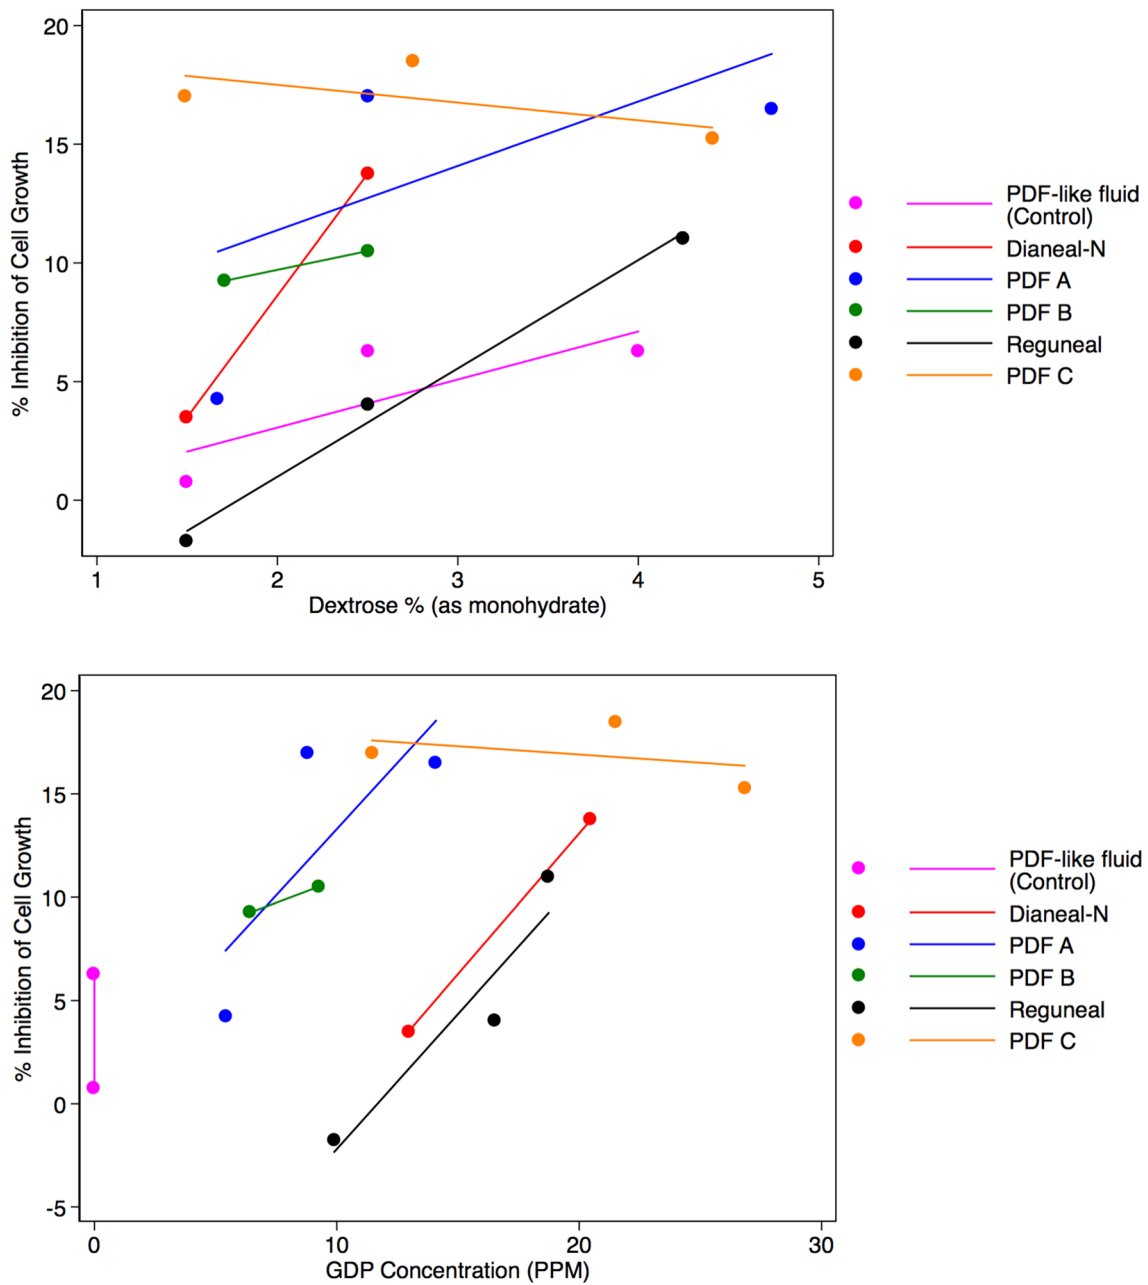 20
15
10
5
0
% Inhibition of Cell Growth
1 2 3 4 5
Dextrose % (as monohydrate)
PDF-like fluid
(Control)
Dianeal-N
PDF A
PDF B
Reguneal
PDF C
20
15
10
5
0
-5
% Inhibition of Cell Growth
0 10 20 30
GDP Concentration (PPM)
PDF-like fluid
(Control)
Dianeal-N
PDF A
PDF B
Reguneal
PDF C